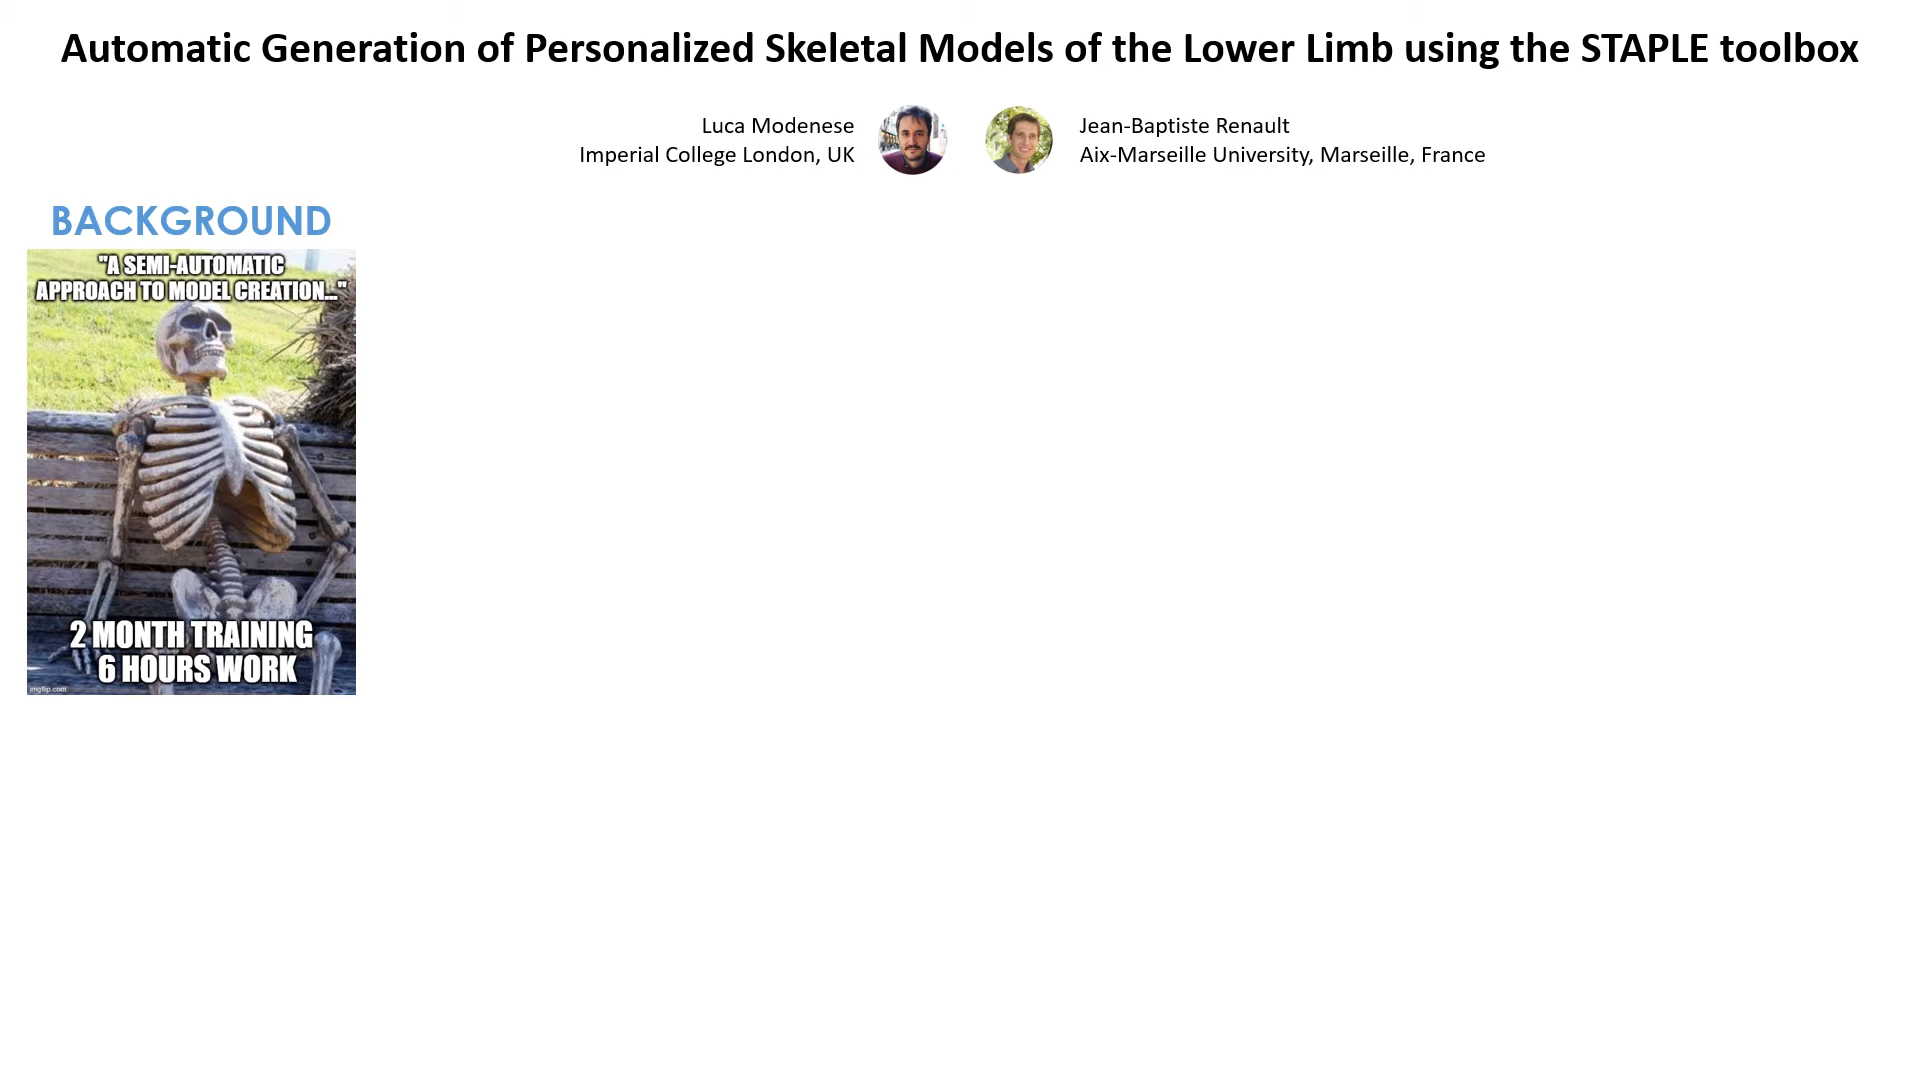 Automatic Generation of Personalized Skeletal Models of the Lower Limb using the STAPLE toolbox
Luca Modenese
Imperial College London, UK
Jean-Baptiste Renault
Aix-Marseille University, Marseille, France
BACKGROUND
"A SEMI-AUTOMATIC
APPROACH TO MODEL CREATION..."
2 MONTH TRAINING
6 HOURS WORK
imgflip.com